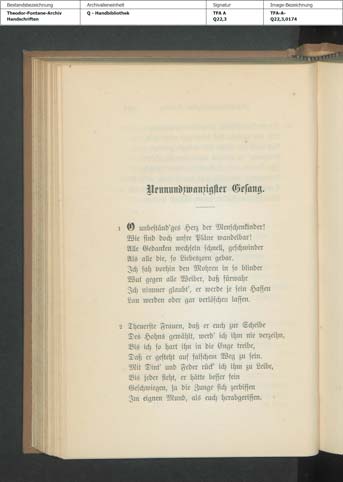 Bestandsbezeichnung Archivalieneinheit Signatur Image-Bezeichnung
Theodor-Fontane-Archiv Q - Handbibliothek TFA A TFA-A-
Handschriften Q22,3 Q22,3,0174
Neunundzwanzigster Gesang.
1 O unbeständ'ges Herz der Menschenkinder!
Wie sind doch unsre Pläne wandelbar!
Alle Gedanken wechseln schnell, geschwinder
Als alle die, so Liebeszorn gebar.
Ich sah vorhin den Mohren in so blinder
Wut gegen alle Weiber, daß fürwahr
Ich nimmer glaubt', er werde je sein Hassen
Lau werden oder gar verlöschen lassen.
2 Theuerste Frauen, daß er euch zur Scheibe
Des Hohns gewählt, werd' ich ihm nie verzeihn,
Bis ich so hart ihn in die Enge treibe,
Daß er gesteht auf falschem Weg zu sein.
Mit Dint' und Feder rück' ich ihm zu Leibe,
Bis jeder sieht, er hätte besser sein
Geschwiegen, ja die Zunge sich zerbissen
Im eignen Mund, als euch herabgerissen.